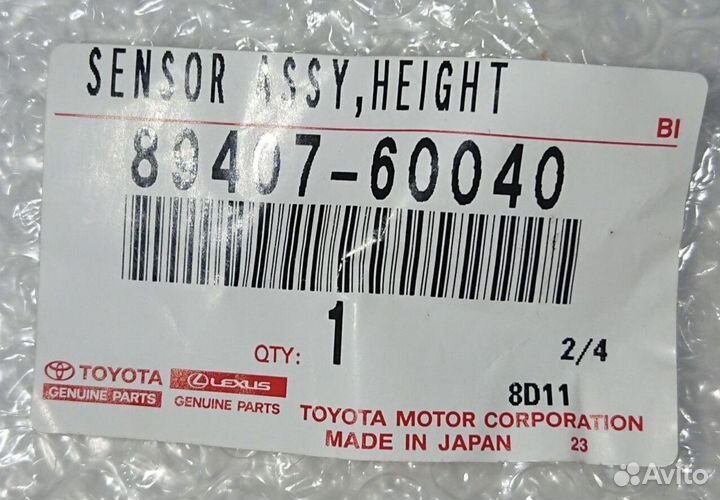 SENSOR ASSY,HEIGHT
BI
89407-60040
QTY: 1
2/4
8D11
TOYOTA
GENUINE PARTS
LEXUS
GENUINE PARTS
TOYOTA MOTOR CORPORATION
MADE IN JAPAN 23
Avito